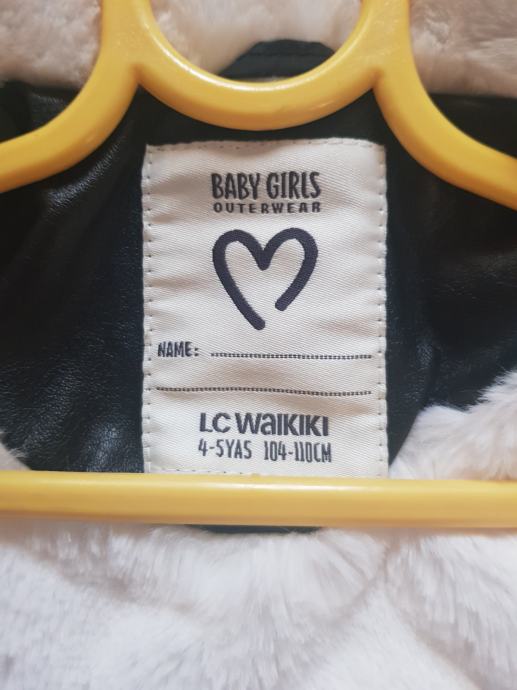 BABY GIRLS
OUTERWEAR
NAME:
LC WAIKIKI
4-5YAS 104-110CM